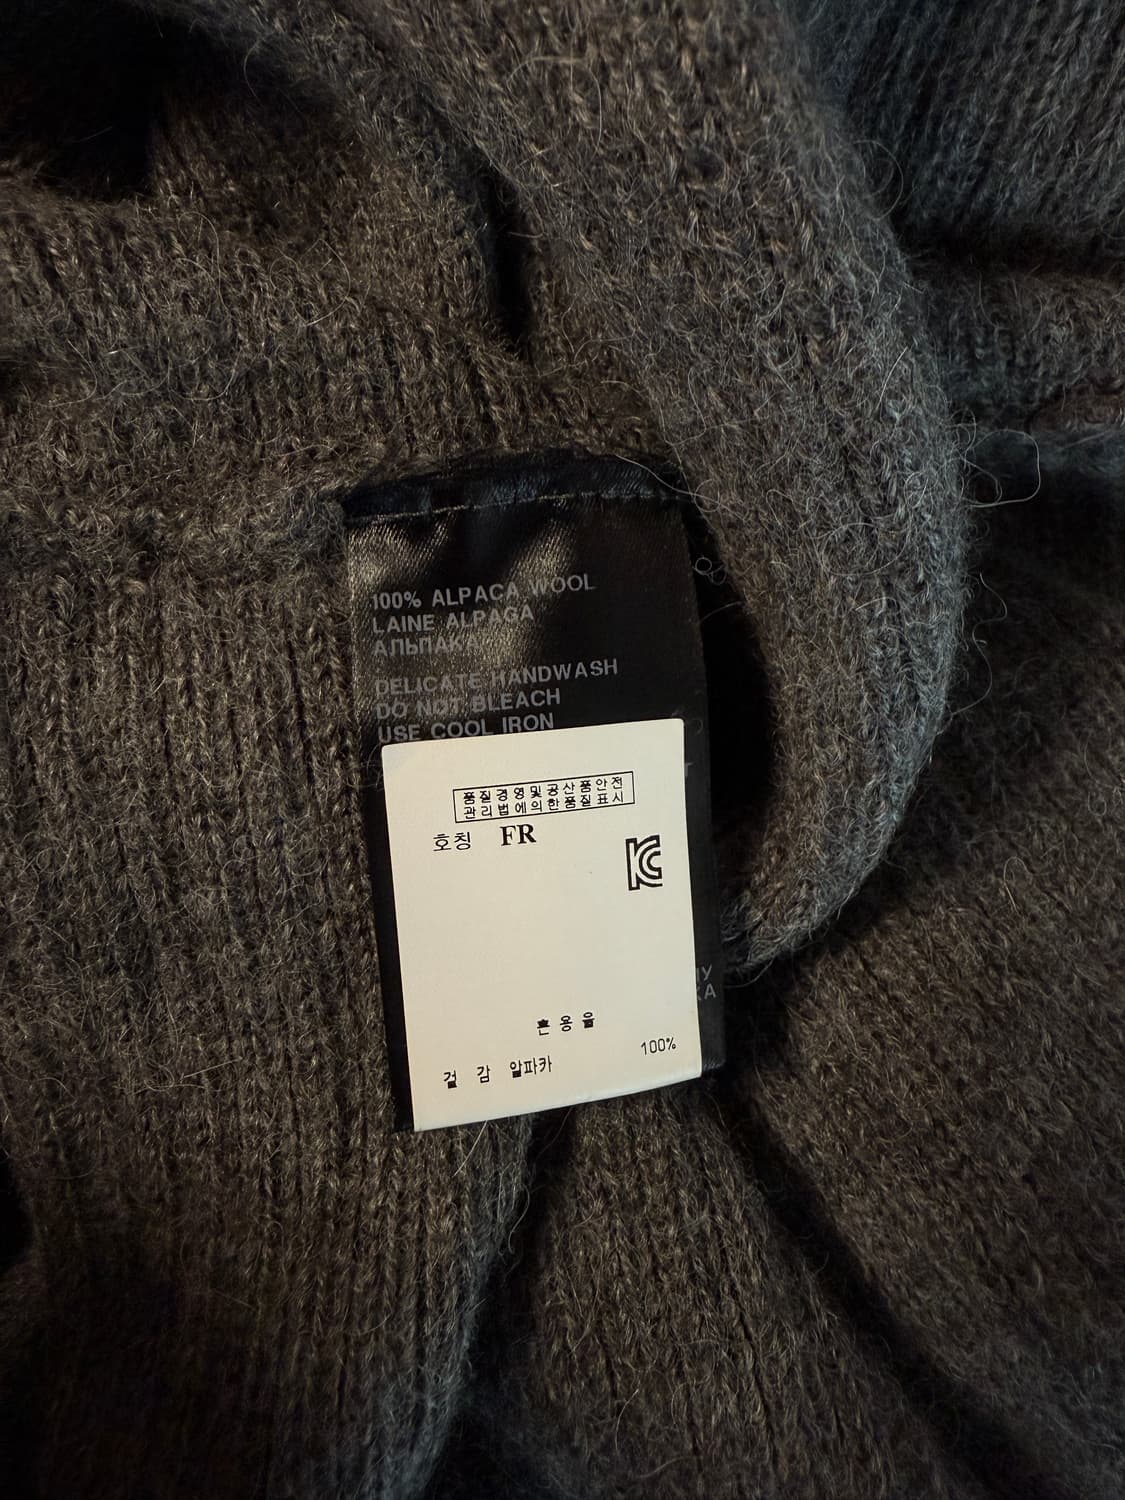 100% ALPACA WOOL
LAINE ALPAGA
АЛЬПАКА
DELICATE HANDWASH
DO NOT BLEACH
USE COOL IRON
품질경영및공산품안전
관리법에의한품질표시
호칭 FR
혼용율
100%
겉 감 알파카